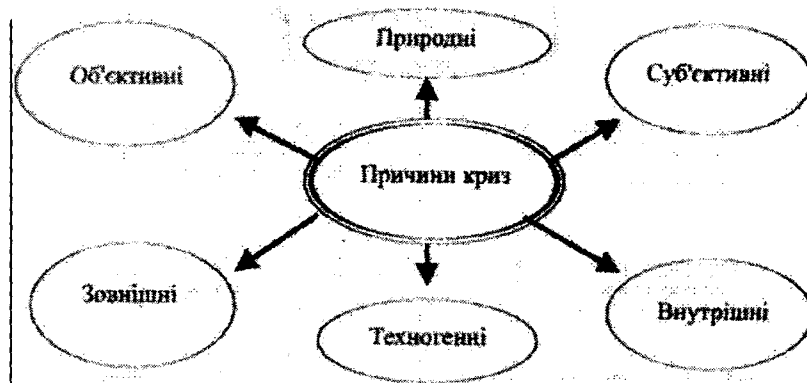 Природні
Об'єктивні
Суб'єктивні
Причини криз
Зовнішні
Внутрішні
Техногенні